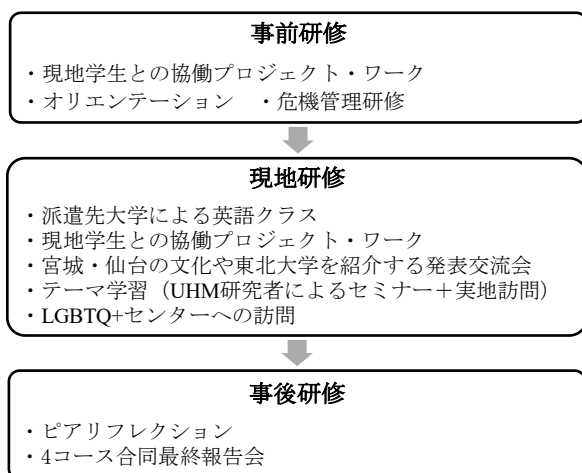 事前研修
・現地学生との協働プロジェクト・ワーク
・オリエンテーション　・危機管理研修
現地研修
・派遣先大学による英語クラス
・現地学生との協働プロジェクト・ワーク
・宮城・仙台の文化や東北大学を紹介する発表交流会
・テーマ学習（UHM研究者によるセミナー＋実地訪問）
・LGBTQ+センターへの訪問
事後研修
・ピアリフレクション
・4コース合同最終報告会